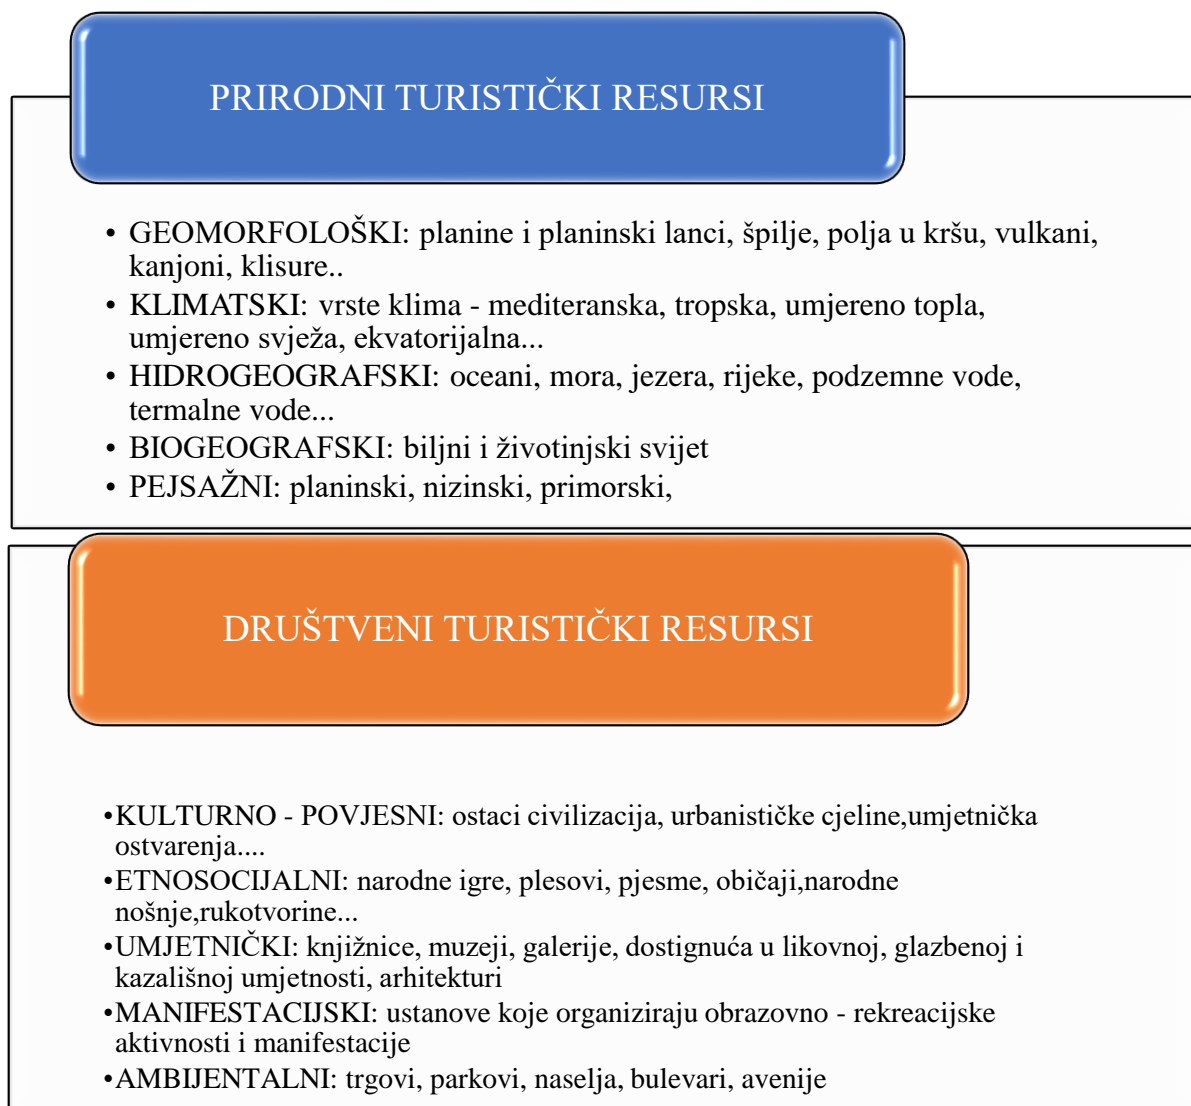 PRIRODNI TURISTIČKI RESURSI
• GEOMORFOLOŠKI: planine i planinski lanci, špilje, polja u kršu, vulkani,
kanjoni, klisure..
• KLIMATSKI: vrste klima - mediteranska, tropska, umjereno topla,
umjereno svježa, ekvatorijalna...
• HIDROGEOGRAFSKI: oceani, mora, jezera, rijeke, podzemne vode,
termalne vode...
• BIOGEOGRAFSKI: biljni i životinjski svijet
• PEJSAŽNI: planinski, nizinski, primorski,
DRUŠTVENI TURISTIČKI RESURSI
•KULTURNO - POVJESNI: ostaci civilizacija, urbanističke cjeline,umjetnička
ostvarenja....
•ETNOSOCIJALNI: narodne igre, plesovi, pjesme, običaji,narodne
nošnje,rukotvorine...
•UMJETNIČKI: knjižnice, muzeji, galerije, dostignuća u likovnoj, glazbenoj i
kazališnoj umjetnosti, arhitekturi
•MANIFESTACIJSKI: ustanove koje organiziraju obrazovno - rekreacijske
aktivnosti i manifestacije
•AMBIJENTALNI: trgovi, parkovi, naselja, bulevari, avenije